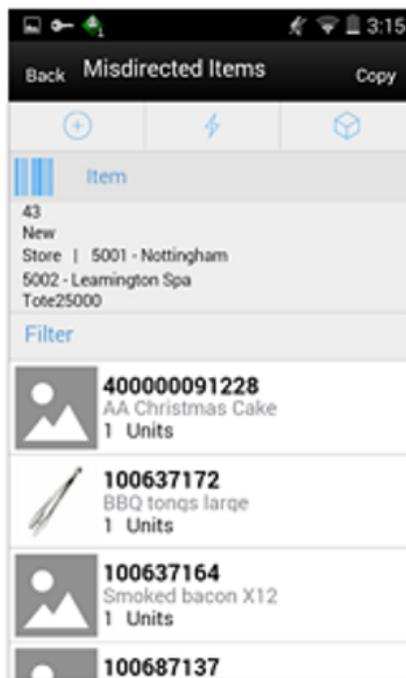 3:15
Back Misdirected Items Copy
Item
43
New
Store | 5001 - Nottingham
5002 - Leamington Spa
Tote25000
Filter
400000091228
AA Christmas Cake
1 Units
100637172
BBQ tongs large
1 Units
100637164
Smoked bacon X12
1 Units
100687137